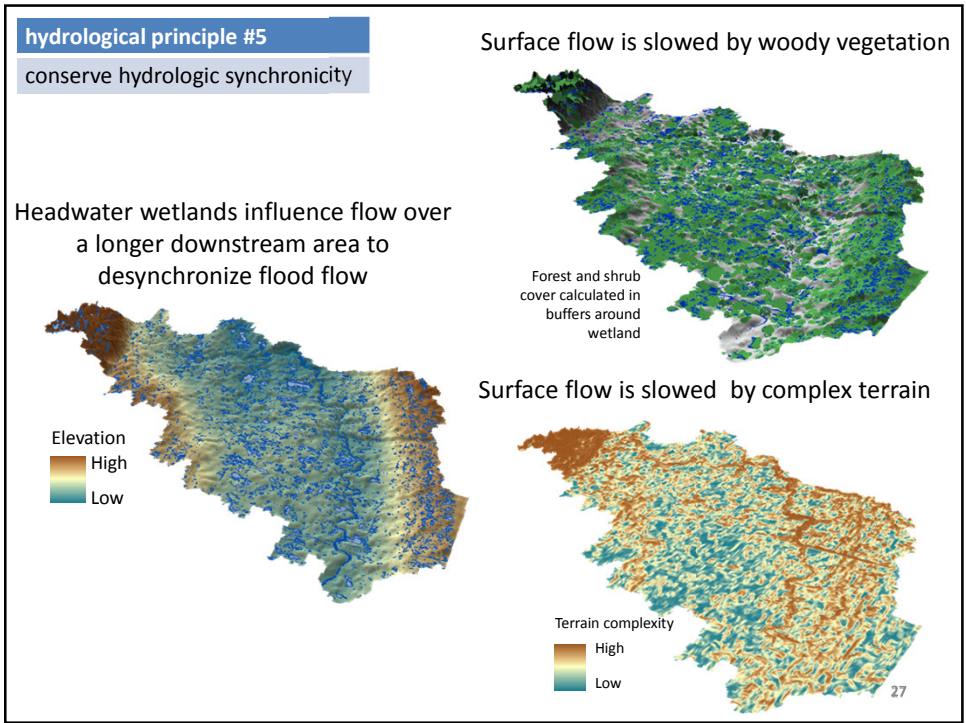 hydrological principle #5
conserve hydrologic synchronicity
Surface flow is slowed by woody vegetation
Forest and shrub
cover calculated in
buffers around
wetland
Headwater wetlands influence flow over
a longer downstream area to
desynchronize flood flow
Elevation
High
Low
Surface flow is slowed  by complex terrain
Terrain complexity
High
Low
27